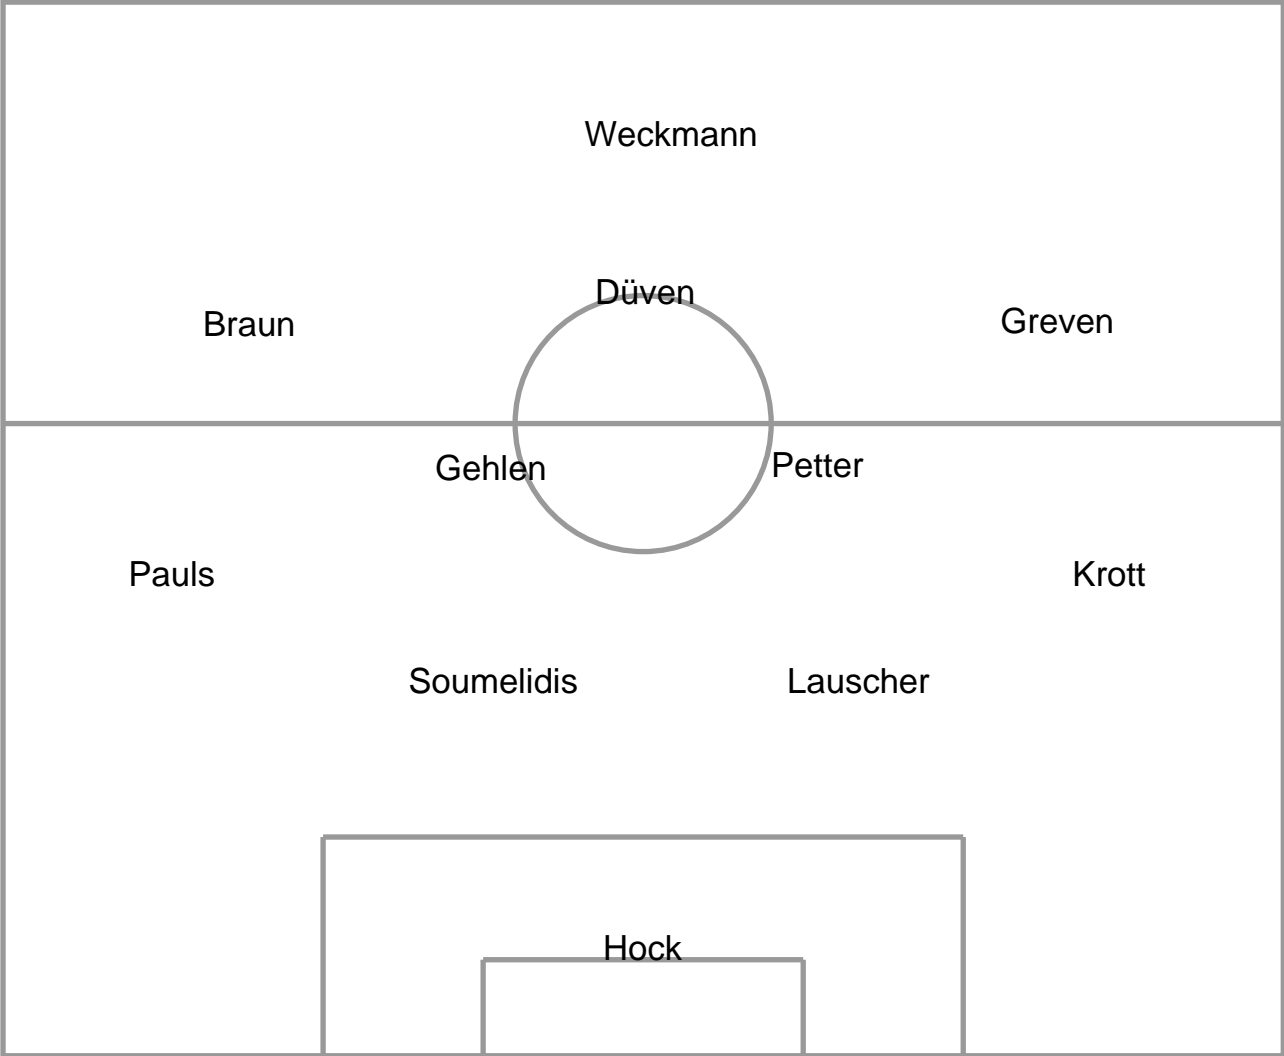 Weckmann
Düven
Braun
Greven
Gehlen
Petter
Pauls
Krott
Soumelidis
Lauscher
Hock